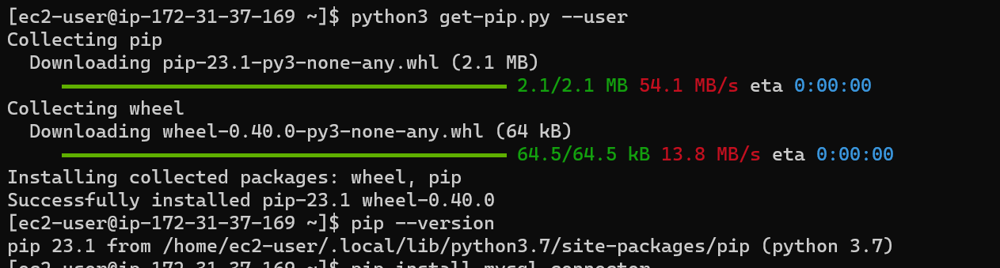 [ec2-user@ip-172-31-37-169 ~]$ python3 get-pip.py --user
Collecting pip
  Downloading pip-23.1-py3-none-any.whl (2.1 MB)
2.1/2.1 MB 54.1 MB/s eta 0:00:00
Collecting wheel
  Downloading wheel-0.40.0-py3-none-any.whl (64 kB)
64.5/64.5 kB 13.8 MB/s eta 0:00:00
Installing collected packages: wheel, pip
Successfully installed pip-23.1 wheel-0.40.0
[ec2-user@ip-172-31-37-169 ~]$ pip --version
pip 23.1 from /home/ec2-user/.local/lib/python3.7/site-packages/pip (python 3.7)
[ec2-user@ip-172-31-37-169 ~]$ pip install mysql-connector